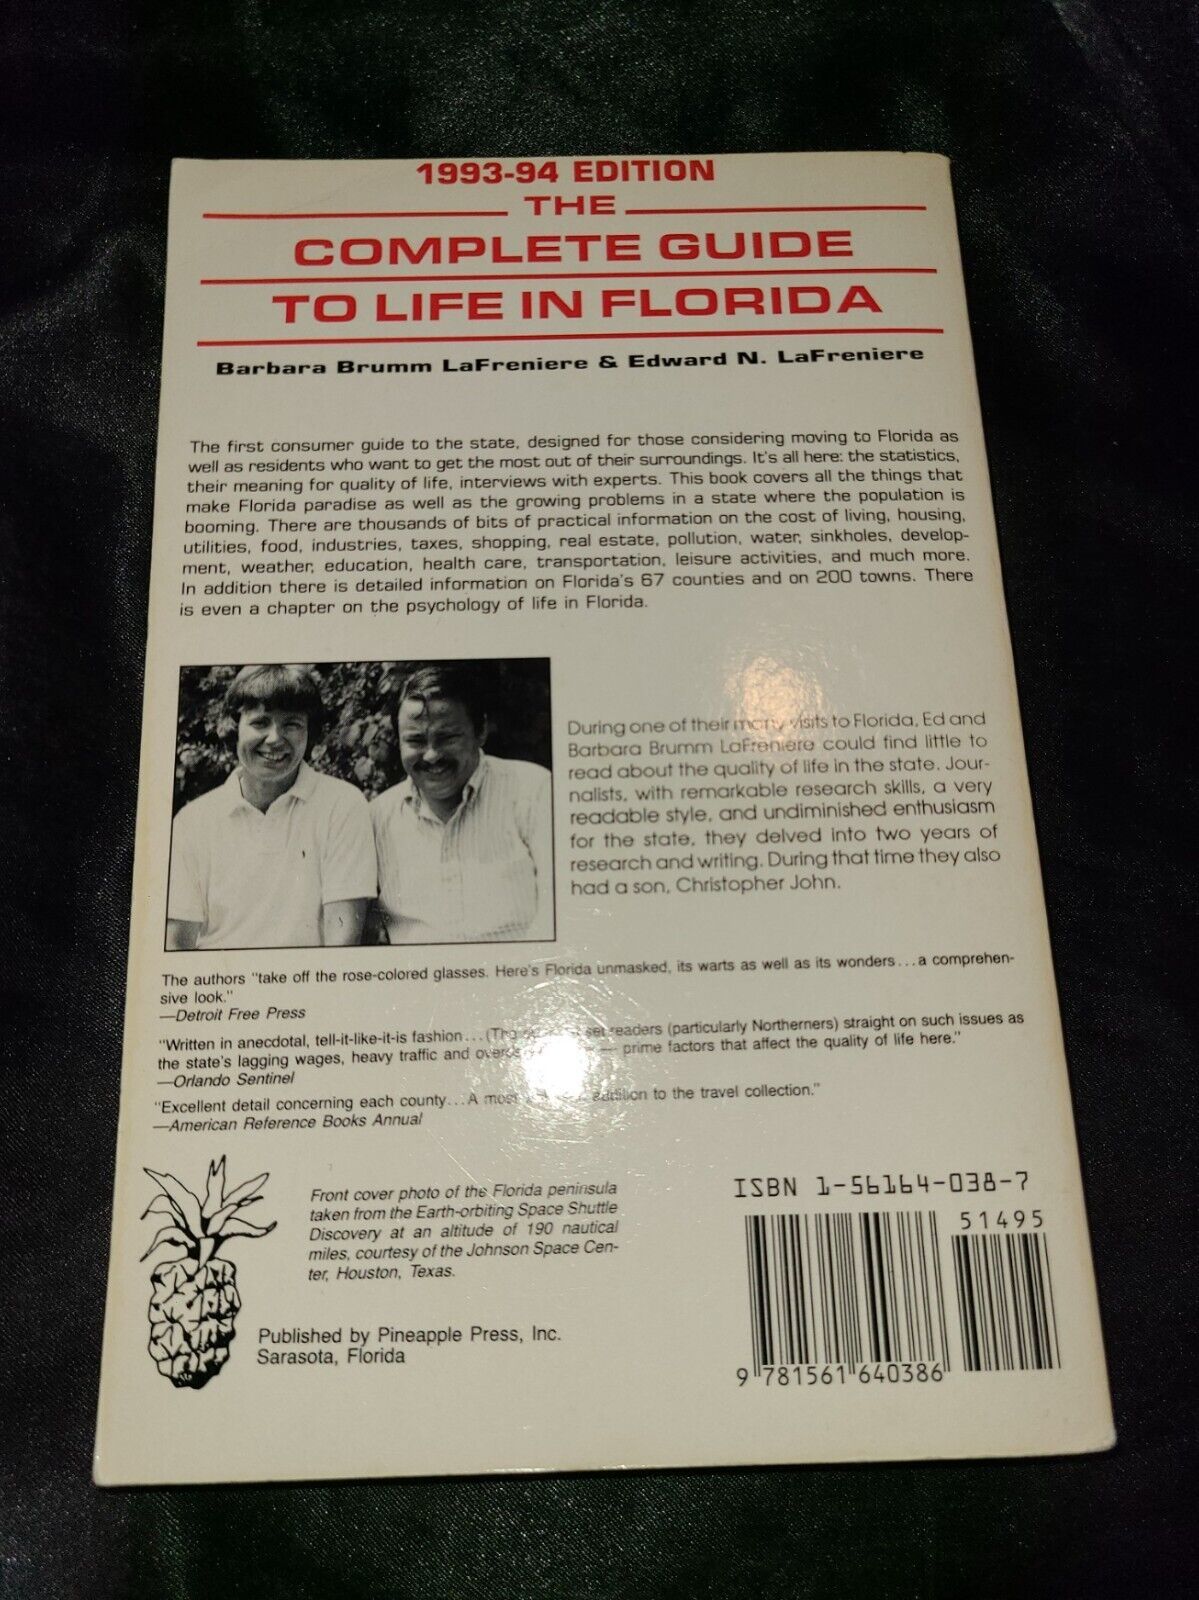 1993-94 EDITION
THE
COMPLETE GUIDE
TO LIFE IN FLORIDA
Barbara Brumm LaFreniere & Edward N. LaFreniere
The first consumer guide to the state, designed for those considering moving to Florida as
well as residents who want to get the most out of their surroundings. It's all here: the statistics,
their meaning for quality of life, interviews with experts. This book covers all the things that
make Florida paradise as well as the growing problems in a state where the population is
booming. There are thousands of bits of practical information on the cost of living, housing,
utilities, food, industries, taxes, shopping, real estate, pollution, water, sinkholes, develop-
ment, weather, education, health care, transportation, leisure activities, and much more.
In addition there is detailed information on Florida's 67 counties and on 200 towns. There
is even a chapter on the psychology of life in Florida.
During one of their many visits to Florida, Ed and
Barbara Brumm LaFreniere could find little to
read about the quality of life in the state. Jour-
nalists, with remarkable research skills, a very
readable style, and undiminished enthusiasm
for the state, they delved into two years of
research and writing. During that time they also
had a son, Christopher John.
The authors "take off the rose-colored glasses. Here's Florida unmasked, its warts as well as its wonders...a comprehen-
sive look."
—Detroit Free Press
"Written in anecdotal, tell-it-like-it-is fashion...(The set readers (particularly Northerners) straight on such issues as
the state's lagging wages, heavy traffic and — prime factors that affect the quality of life here."
—Orlando Sentinel
"Excellent detail concerning each county...A most addition to the travel collection."
—American Reference Books Annual
Front cover photo of the Florida peninsula
taken from the Earth-orbiting Space Shuttle
Discovery at an altitude of 190 nautical
miles, courtesy of the Johnson Space Cen-
ter, Houston, Texas.
Published by Pineapple Press, Inc.
Sarasota, Florida
ISBN 1-56164-038-7
51495
9 781561 640386